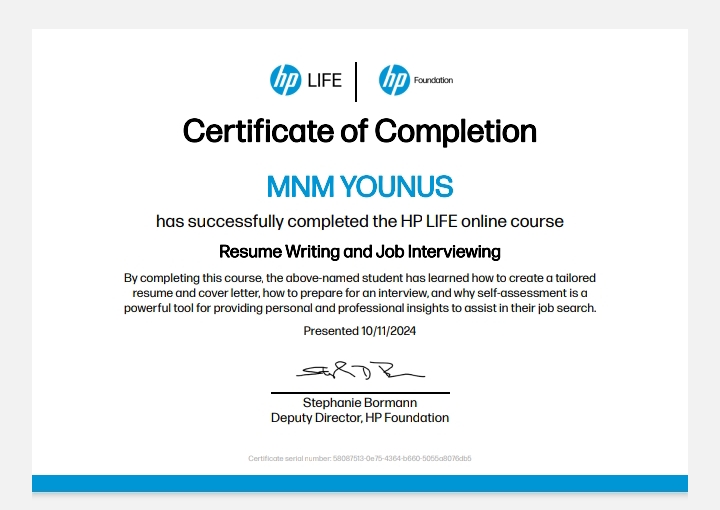 hp LIFE hp Foundation
Certificate of Completion
MNM YOUNUS
has successfully completed the HP LIFE online course
Resume Writing and Job Interviewing
By completing this course, the above-named student has learned how to create a tailored
resume and cover letter, how to prepare for an interview, and why self-assessment is a
powerful tool for providing personal and professional insights to assist in their job search.
Presented 10/11/2024
Stephanie Bormann
Deputy Director, HP Foundation
Certificate serial number: 58087513-0e75-4364-b660-5055a8076db5